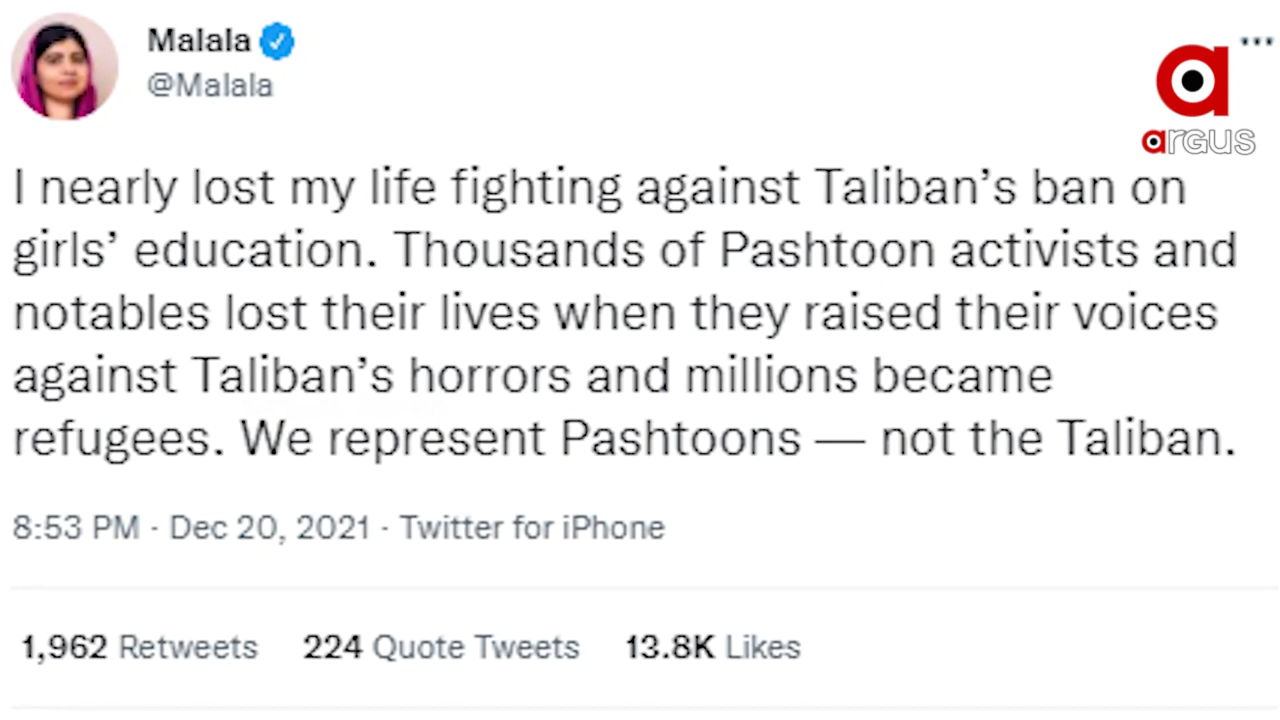 Malala
@Malala
argus
I nearly lost my life fighting against Taliban’s ban on
girls’ education. Thousands of Pashtoon activists and
notables lost their lives when they raised their voices
against Taliban’s horrors and millions became
refugees. We represent Pashtoons — not the Taliban.
8:53 PM · Dec 20, 2021 · Twitter for iPhone
1,962 Retweets 224 Quote Tweets 13.8K Likes